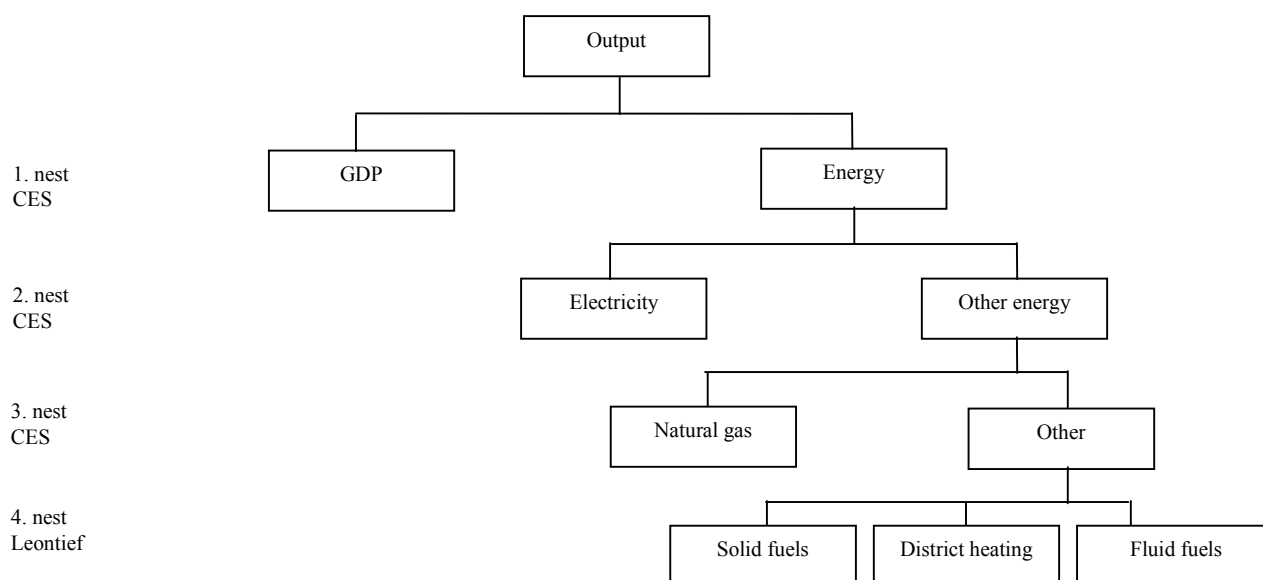 Output
1. nest
CES
GDP
Energy
2. nest
CES
Electricity
Other energy
3. nest
CES
Natural gas
Other
4. nest
Leontief
Solid fuels
District heating
Fluid fuels